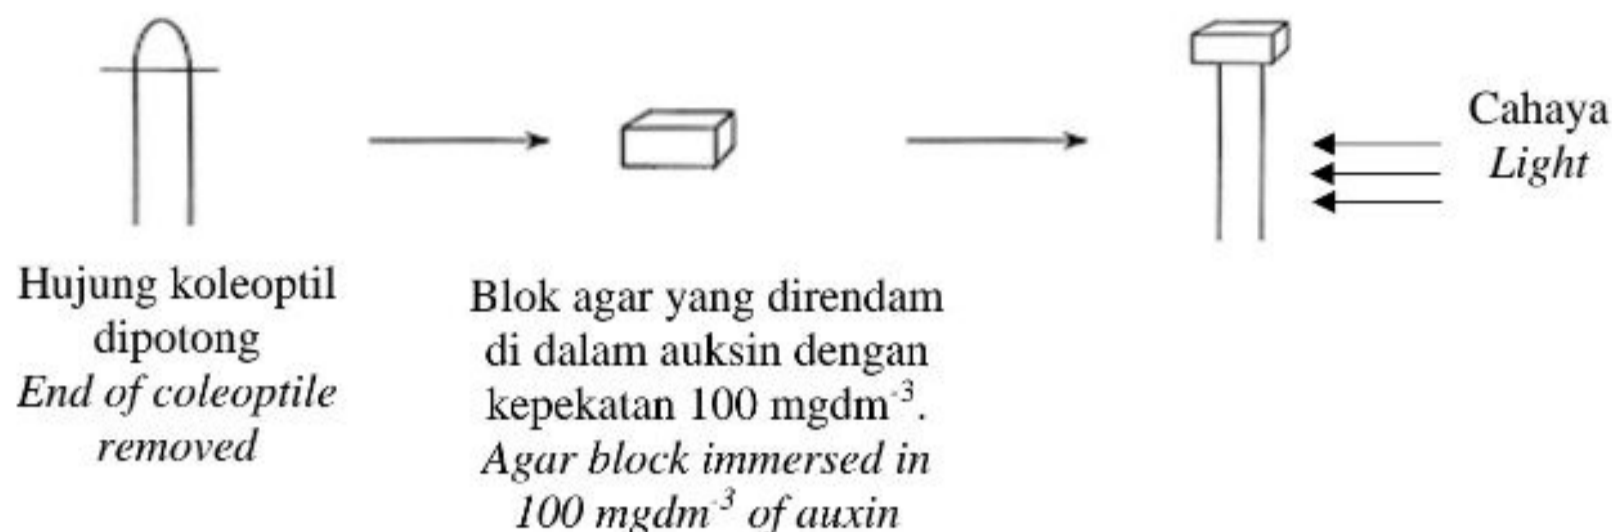 Hujung koleoptil
dipotong
End of coleoptile
removed
Blok agar yang direndam
di dalam auksin dengan
kepekatan 100 mgdm⁻³.
Agar block immersed in
100 mgdm⁻³ of auxin
Cahaya
Light